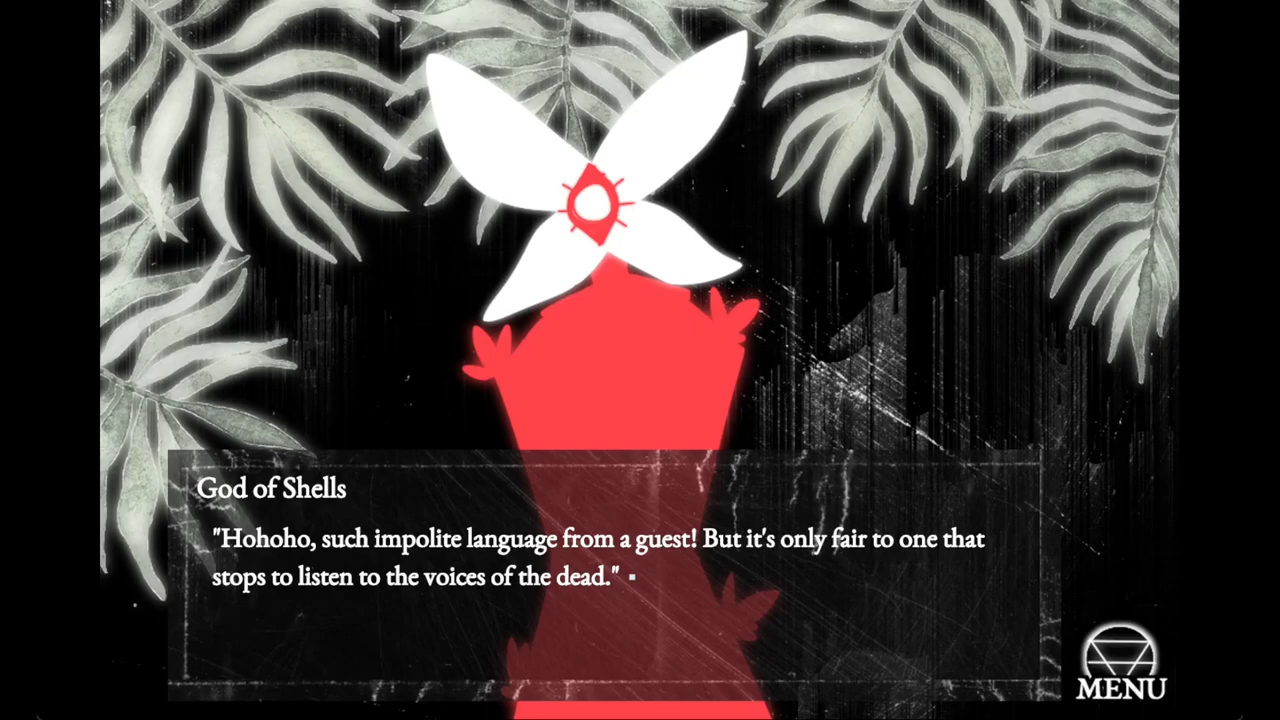 God of Shells
"Hohoho, such impolite language from a guest! But it's only fair to one that
stops to listen to the voices of the dead."
MENU